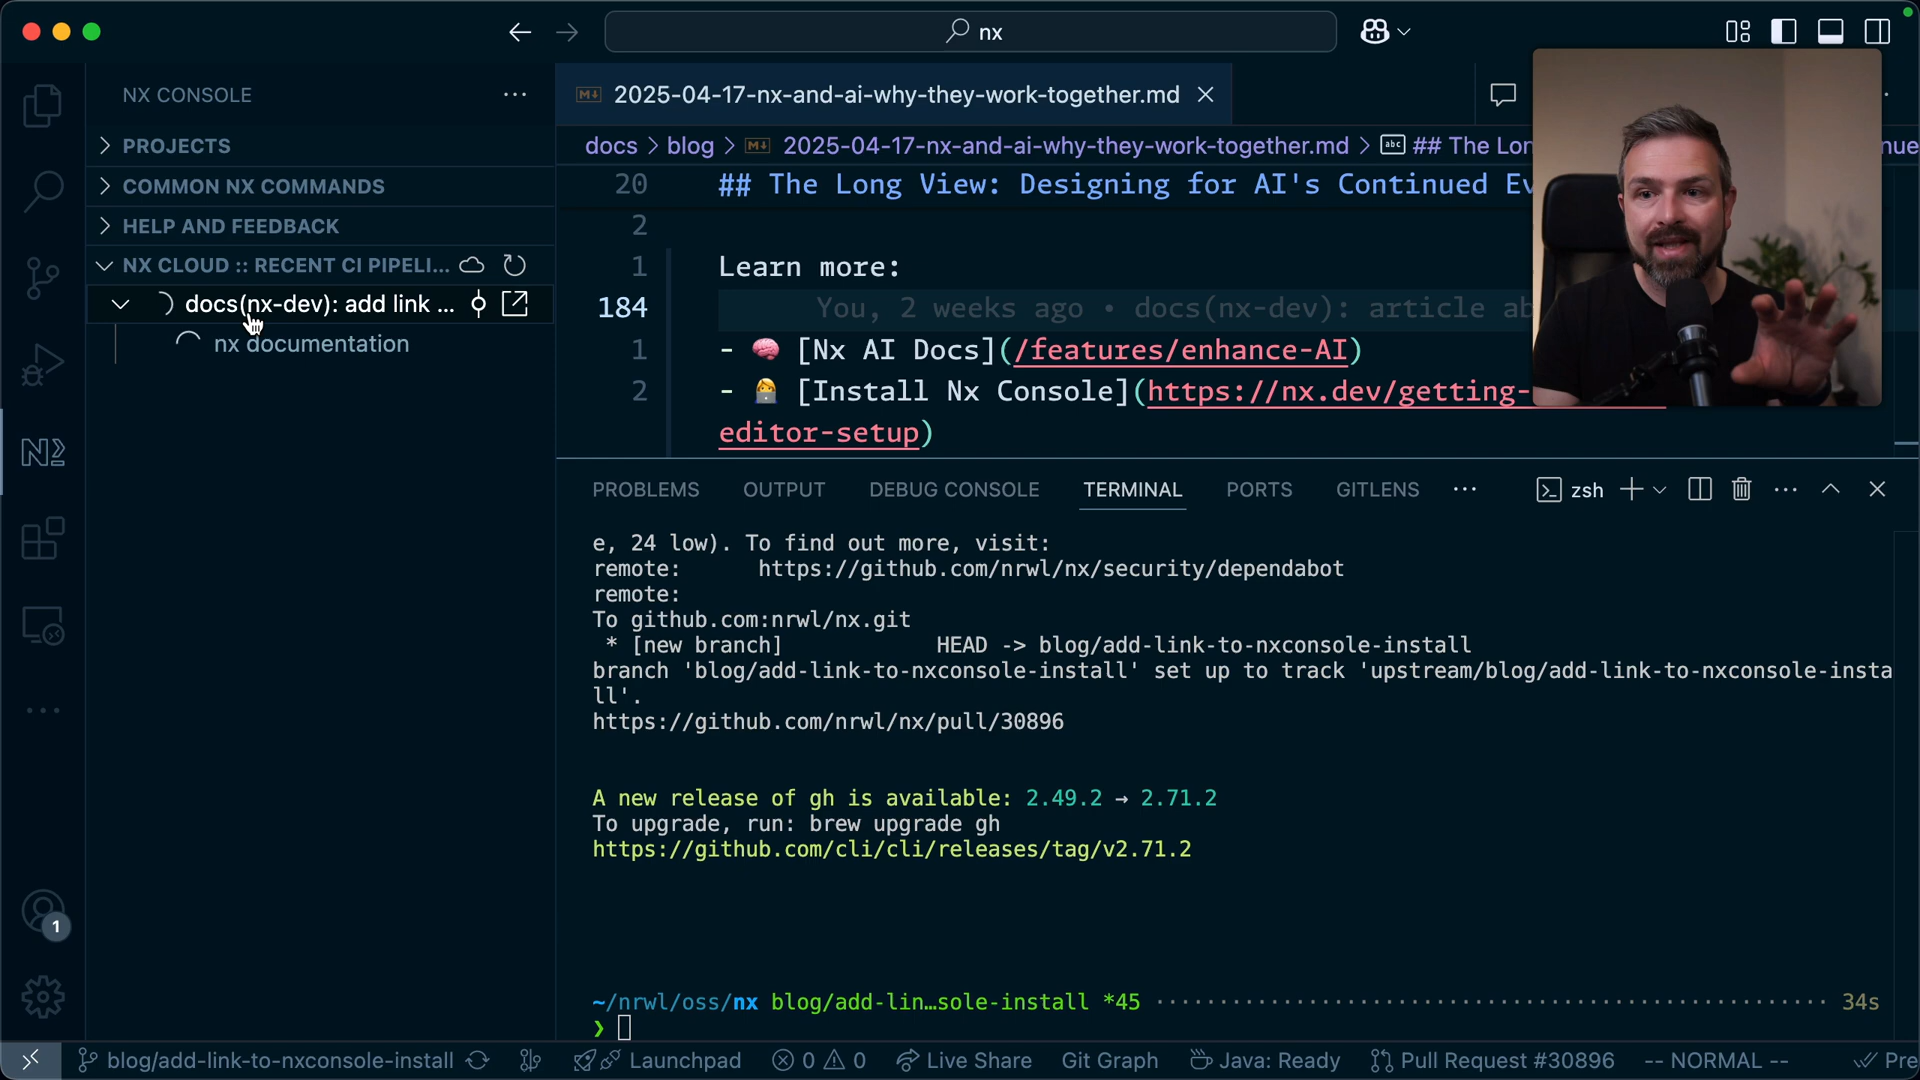 nx
NX CONSOLE
PROJECTS
COMMON NX COMMANDS
HELP AND FEEDBACK
NX CLOUD :: RECENT CI PIPELI...
docs(nx-dev): add link ...
nx documentation
1
2025-04-17-nx-and-ai-why-they-work-together.md
docs > blog > 2025-04-17-nx-and-ai-why-they-work-together.md > ## The Lon
nue
20 ## The Long View: Designing for AI's Continued Ev
2
1 Learn more:
184 You, 2 weeks ago • docs(nx-dev): article ab
1 - 🧠 [Nx AI Docs](/features/enhance-AI)
2 - 👩‍💻 [Install Nx Console](https://nx.dev/getting-
editor-setup)
PROBLEMS OUTPUT DEBUG CONSOLE TERMINAL PORTS GITLENS ... zsh
e, 24 low). To find out more, visit:
remote: https://github.com/nrwl/nx/security/dependabot
remote:
To github.com:nrwl/nx.git
* [new branch] HEAD -> blog/add-link-to-nxconsole-install
branch 'blog/add-link-to-nxconsole-install' set up to track 'upstream/blog/add-link-to-nxconsole-insta
ll'.
https://github.com/nrwl/nx/pull/30896
A new release of gh is available: 2.49.2 → 2.71.2
To upgrade, run: brew upgrade gh
https://github.com/cli/cli/releases/tag/v2.71.2
~/nrwl/oss/nx blog/add-lin…sole-install *45 34s
❯
blog/add-link-to-nxconsole-install Launchpad 0 0 Live Share Git Graph Java: Ready Pull Request #30896 -- NORMAL -- Pre